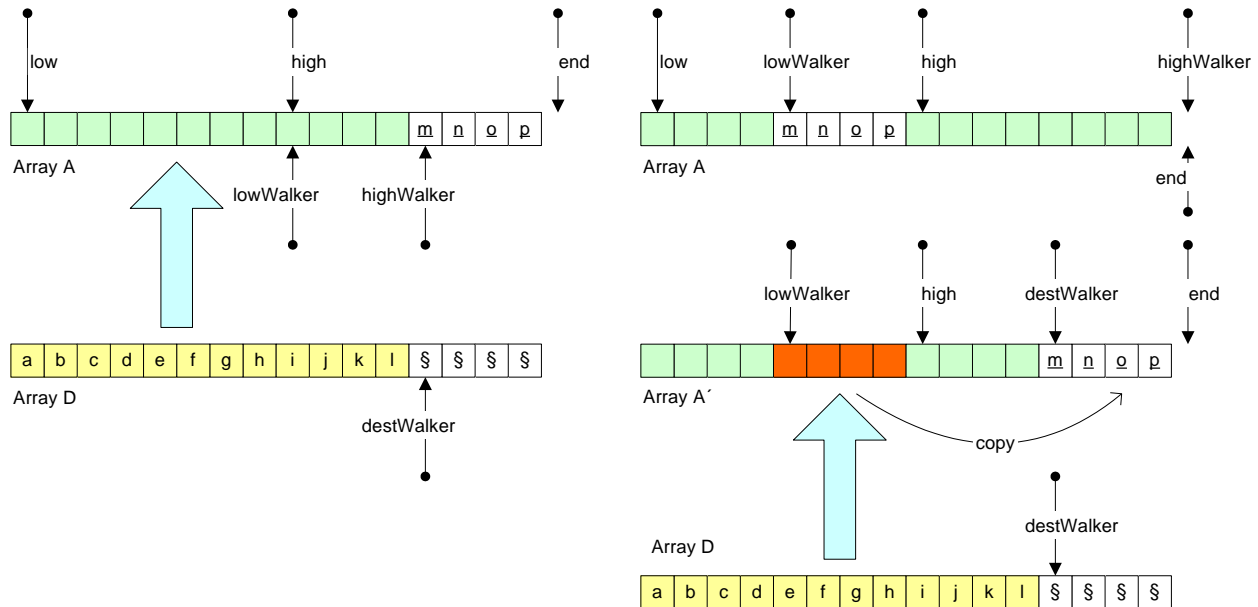 low
high
end
m n o p
Array A
lowWalker
highWalker
a b c d e f g h i j k l § § § §
Array D
destWalker
low
lowWalker
high
highWalker
m n o p
Array A
end
lowWalker
high
destWalker
end
m n o p
Array A´
copy
destWalker
Array D
a b c d e f g h i j k l § § § §